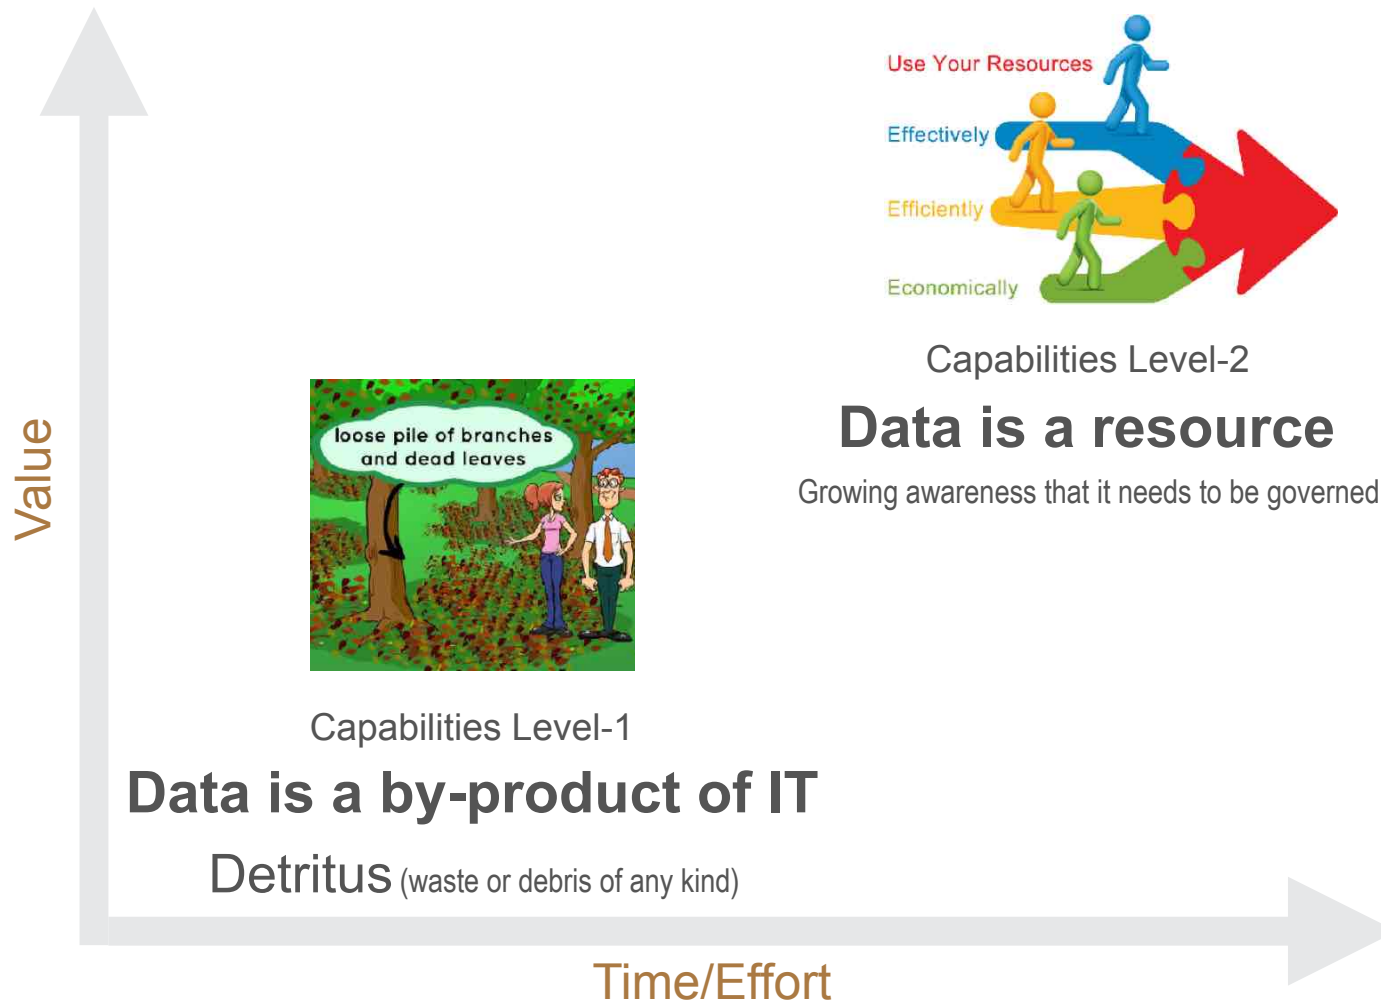 Use Your Resources
Effectively
Efficiently
Economically
Capabilities Level-2
Data is a resource
Growing awareness that it needs to be governed
loose pile of branches
and dead leaves
Capabilities Level-1
Data is a by-product of IT
Detritus (waste or debris of any kind)
Value
Time/Effort